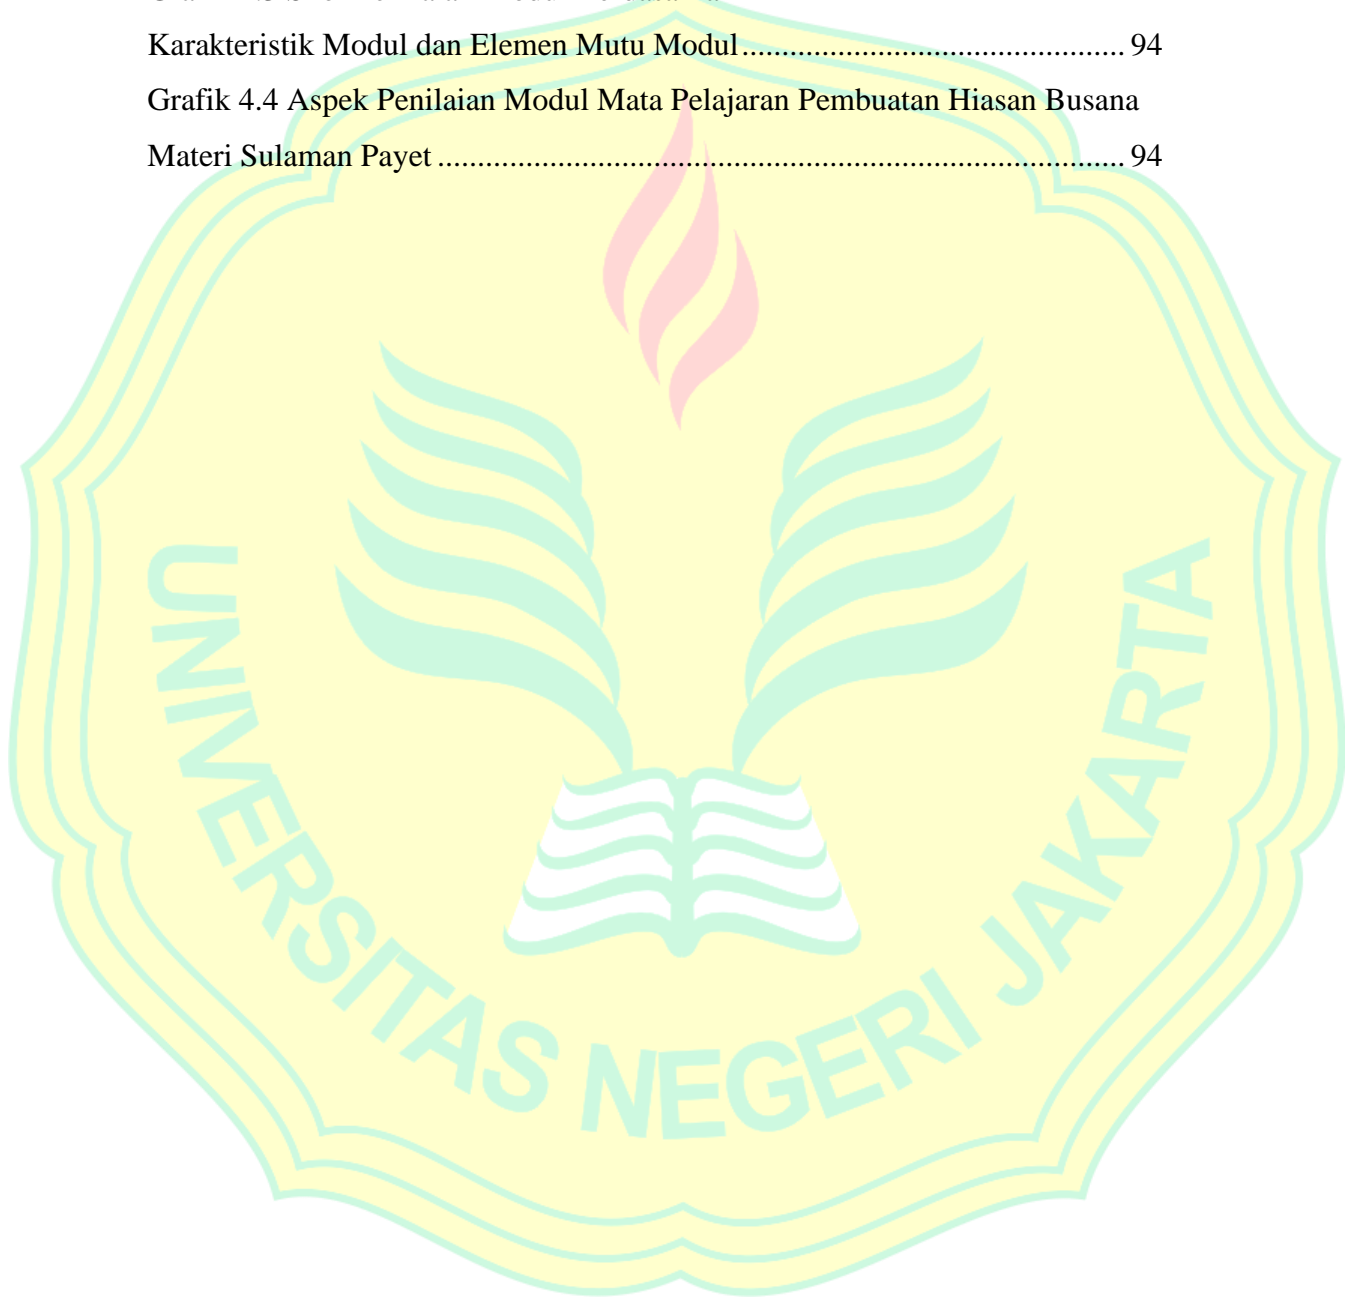 Karakteristik Modul dan Elemen Mutu Modul............................................... 94
Grafik 4.4 Aspek Penilaian Modul Mata Pelajaran Pembuatan Hiasan Busana
Materi Sulaman Payet..................................................................................... 94
UNIVERSITAS NEGERI JAKARTA